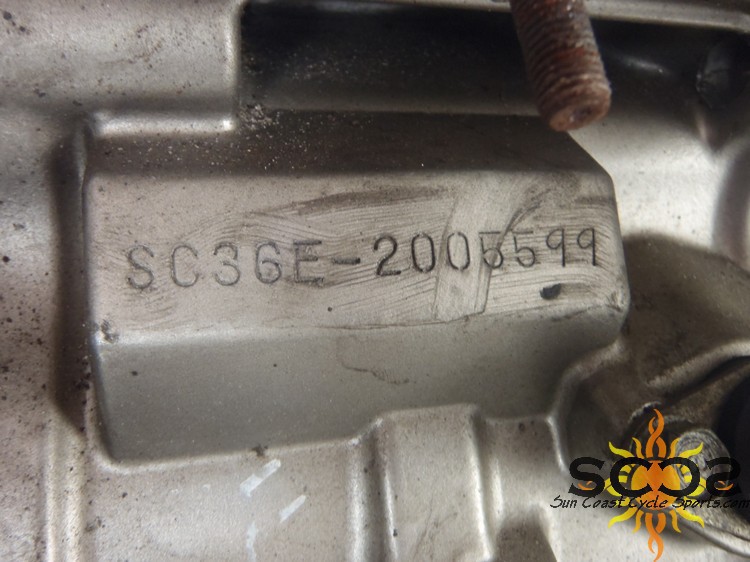 SC36E-2005599
SCCS
Sun Coast Cycle Sports.com